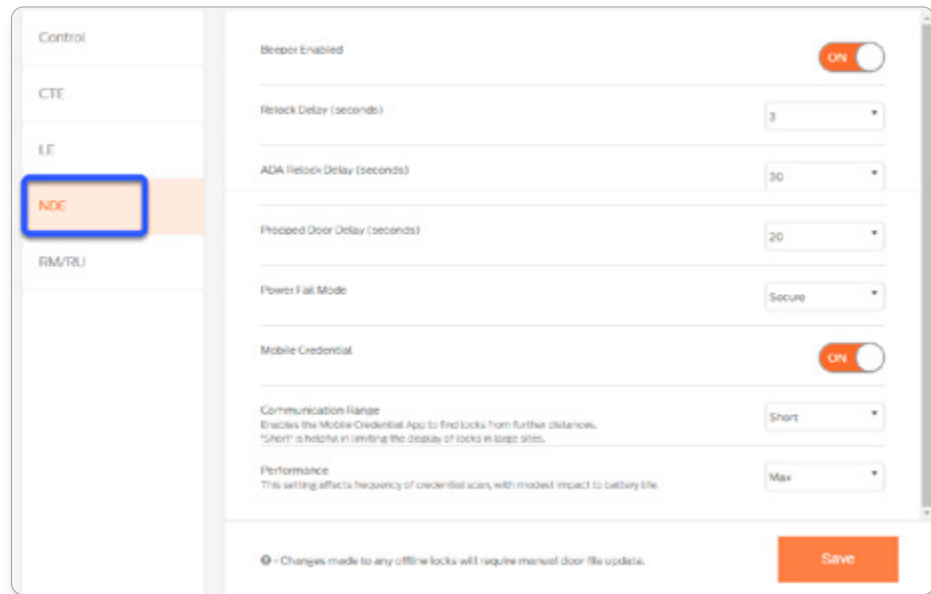 Control
CTE
LE
NDE
RM/RU
Beeper Enabled
ON
Relock Delay (seconds)
3
ADA Relock Delay (seconds)
30
Propped Door Delay (seconds)
20
Power Fail Mode
Secure
Mobile Credential
ON
Communication Range
Enables the Mobile Credential App to find locks from further distances.
"Short" is helpful in limiting the display of locks in large sites.
Short
Performance
This setting affects frequency of credential scan, with modest impact to battery life.
Max
- Changes made to any offline locks will require manual door file update.
Save